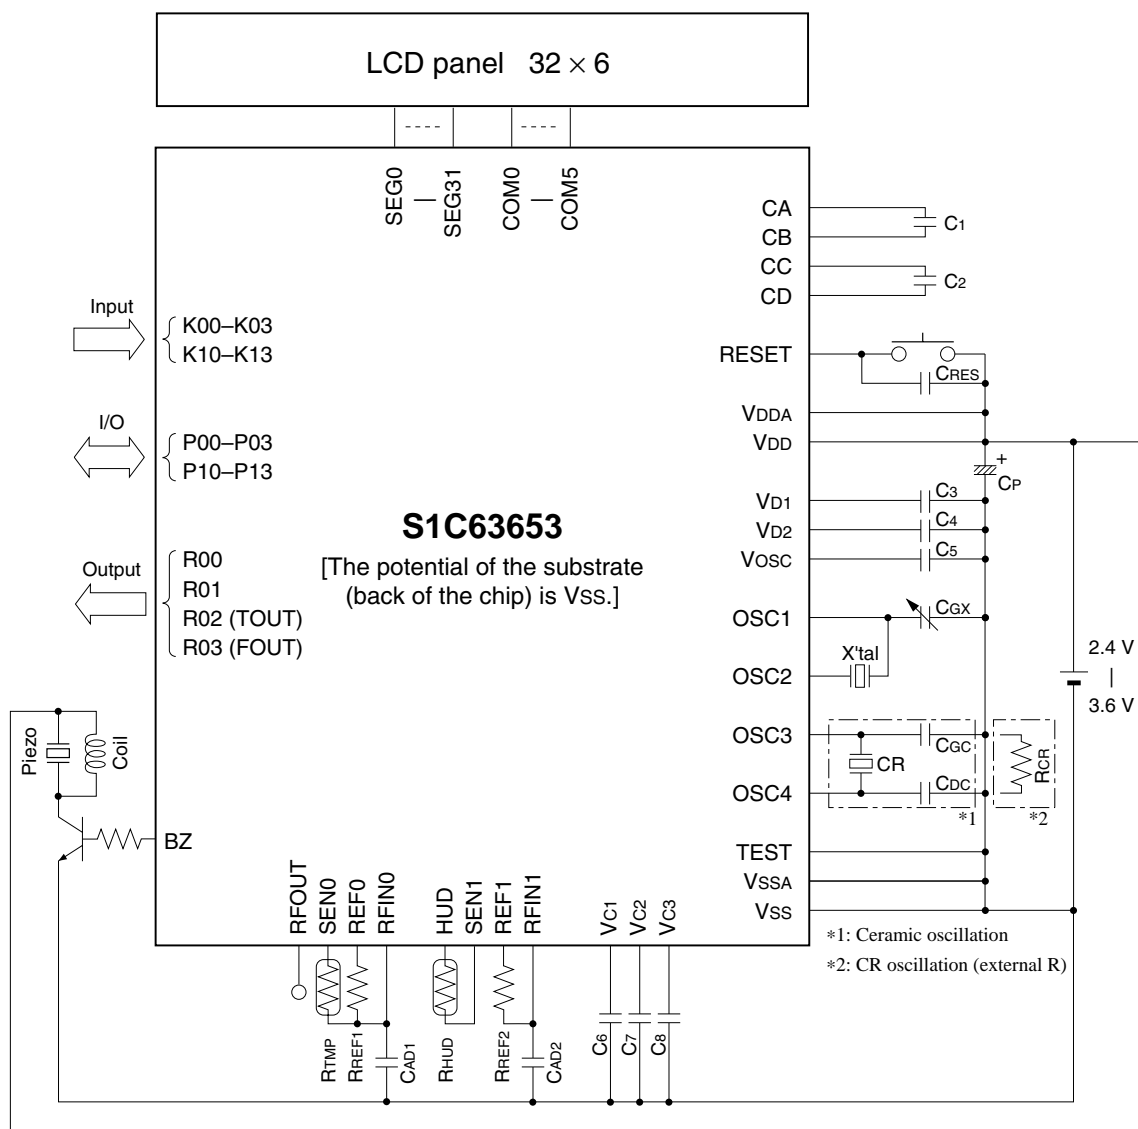 LCD panel 32 × 6
SEG0
SEG31
COM0
COM5
CA
CB
C1
CC
CD
C2
Input
K00–K03
K10–K13
RESET
CRES
I/O
P00–P03
P10–P13
VDDA
VDD
+
CP
S1C63653
[The potential of the substrate
(back of the chip) is VSS.]
VD1
C3
VD2
C4
VOSC
C5
Output
R00
R01
R02 (TOUT)
R03 (FOUT)
OSC1
CGX
OSC2
X'tal
2.4 V
|
3.6 V
Piezo
Coil
OSC3
CGC
CR
RCR
OSC4
CDC
*1
*2
BZ
TEST
VSSA
VSS
RFOUT
SEN0
REF0
RFIN0
HUD
SEN1
REF1
RFIN1
VC1
VC2
VC3
*1: Ceramic oscillation
*2: CR oscillation (external R)
RTMP
RREF1
CAD1
RHUD
RREF2
CAD2
C6
C7
C8